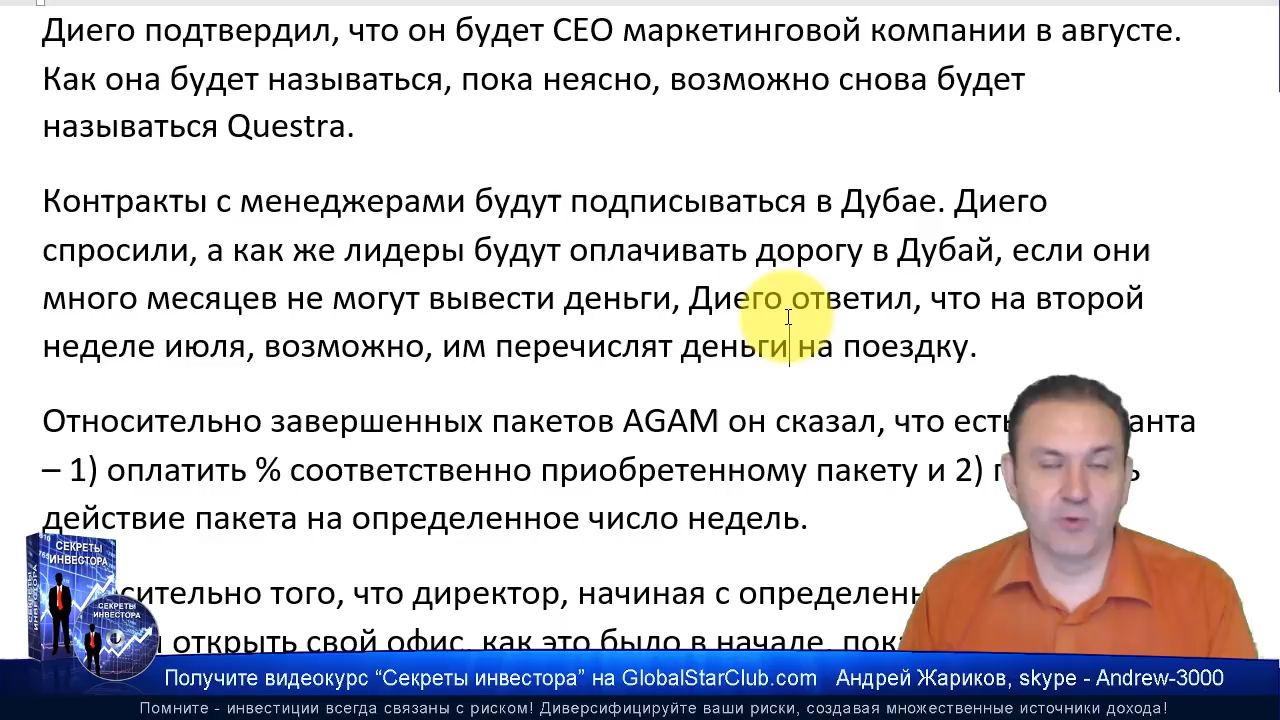 Диего подтвердил, что он будет CEO маркетинговой компании в августе.
Как она будет называться, пока неясно, возможно снова будет
называться Questra.
Контракты с менеджерами будут подписываться в Дубае. Диего
спросили, а как же лидеры будут оплачивать дорогу в Дубай, если они
много месяцев не могут вывести деньги, Диего ответил, что на второй
неделе июля, возможно, им перечислят деньги на поездку.
Относительно завершенных пакетов AGAM он сказал, что есть
– 1) оплатить % соответственно приобретенному пакету и 2)
действие пакета на определенное число недель.
того, что директор, начиная с
открыть свой офис, как это было в начале,
СЕКРЕТЫ
ИНВЕСТОРА
СЕКРЕТЫ
ИНВЕСТОРА
СЕКРЕТЫ
ИНВЕСТОРА
Получите видеокурс “Секреты инвестора” на GlobalStarClub.com Андрей Жариков, skype - Andrew-3000
Помните - инвестиции всегда связаны с риском! Диверсифицируйте ваши риски, создавая множественные источники дохода!